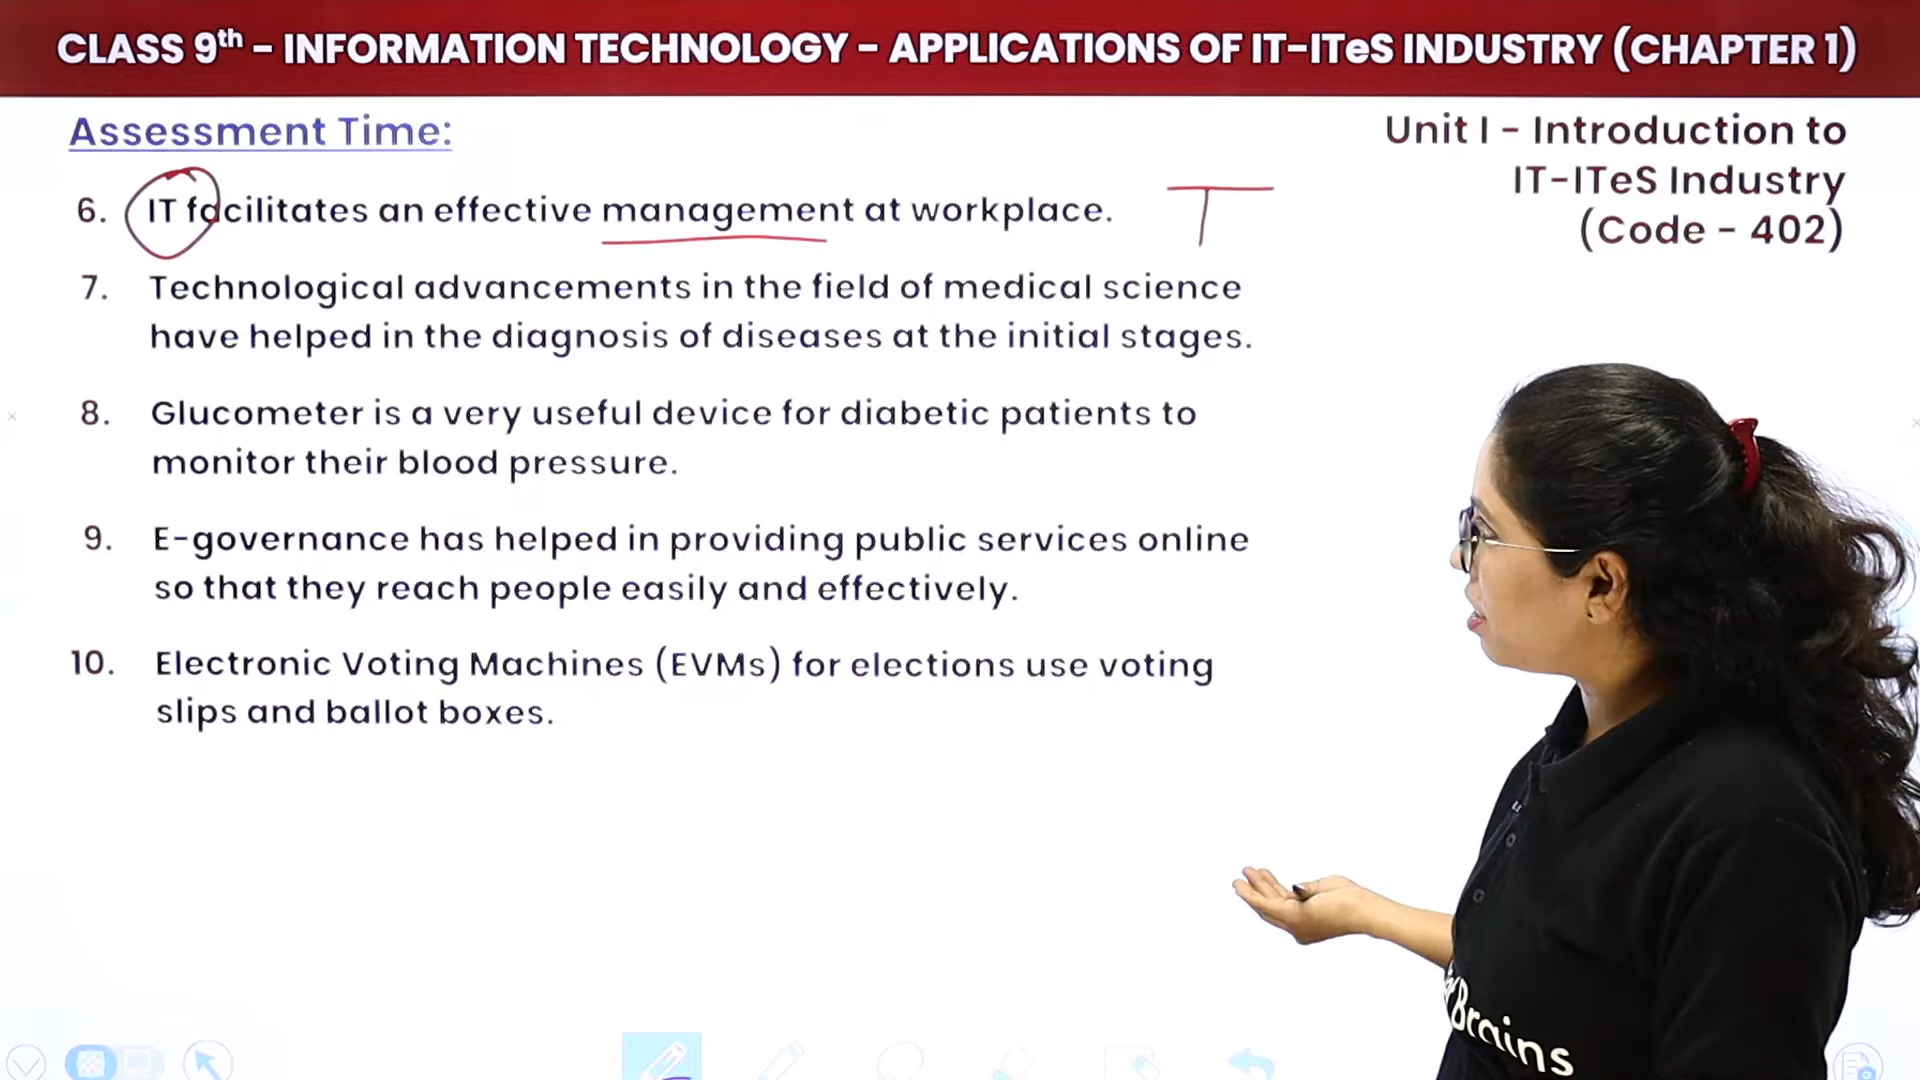 CLASS 9th – INFORMATION TECHNOLOGY – APPLICATIONS OF IT–ITeS INDUSTRY (CHAPTER 1)
Assessment Time:
Unit I – Introduction to
IT–ITeS Industry
(Code – 402)
6. IT facilitates an effective management at workplace. T
7. Technological advancements in the field of medical science
have helped in the diagnosis of diseases at the initial stages.
8. Glucometer is a very useful device for diabetic patients to
monitor their blood pressure.
9. E-governance has helped in providing public services online
so that they reach people easily and effectively.
10. Electronic Voting Machines (EVMs) for elections use voting
slips and ballot boxes.
Brains